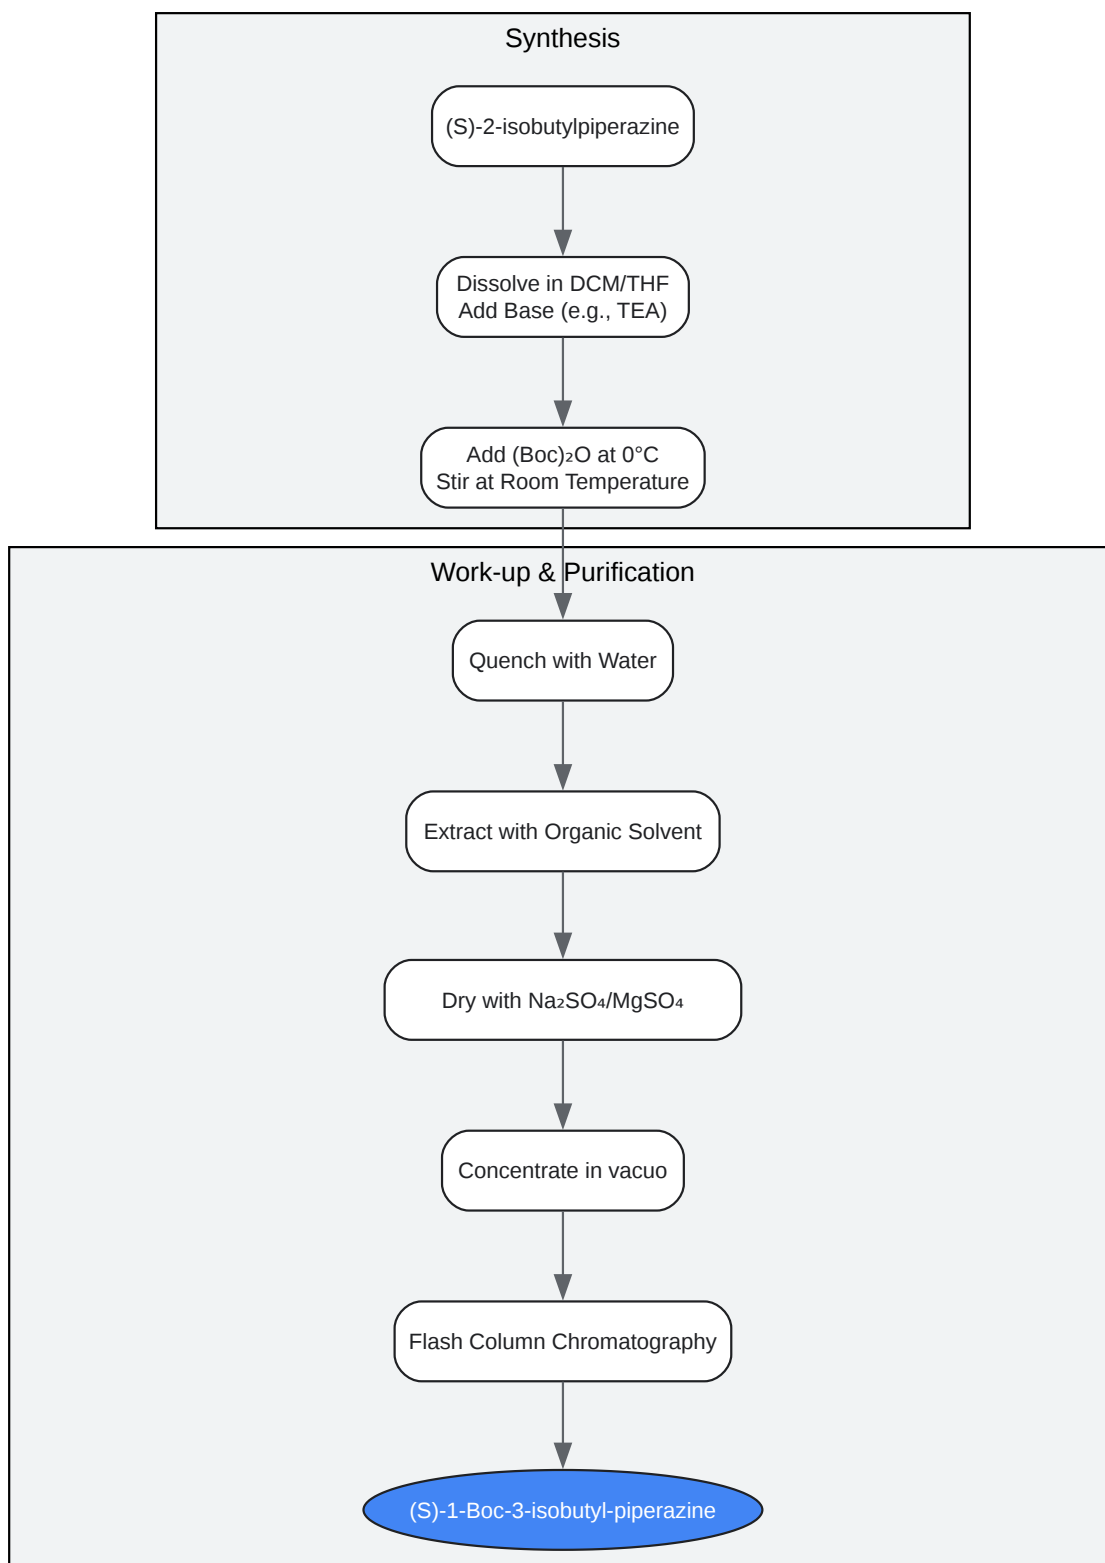 Synthesis
(S)-2-isobutylpiperazine
Dissolve in DCM/THF
Add Base (e.g., TEA)
Add (Boc)₂O at 0°C
Stir at Room Temperature
Work-up & Purification
Quench with Water
Extract with Organic Solvent
Dry with Na₂SO₄/MgSO₄
Concentrate in vacuo
Flash Column Chromatography
(S)-1-Boc-3-isobutyl-piperazine